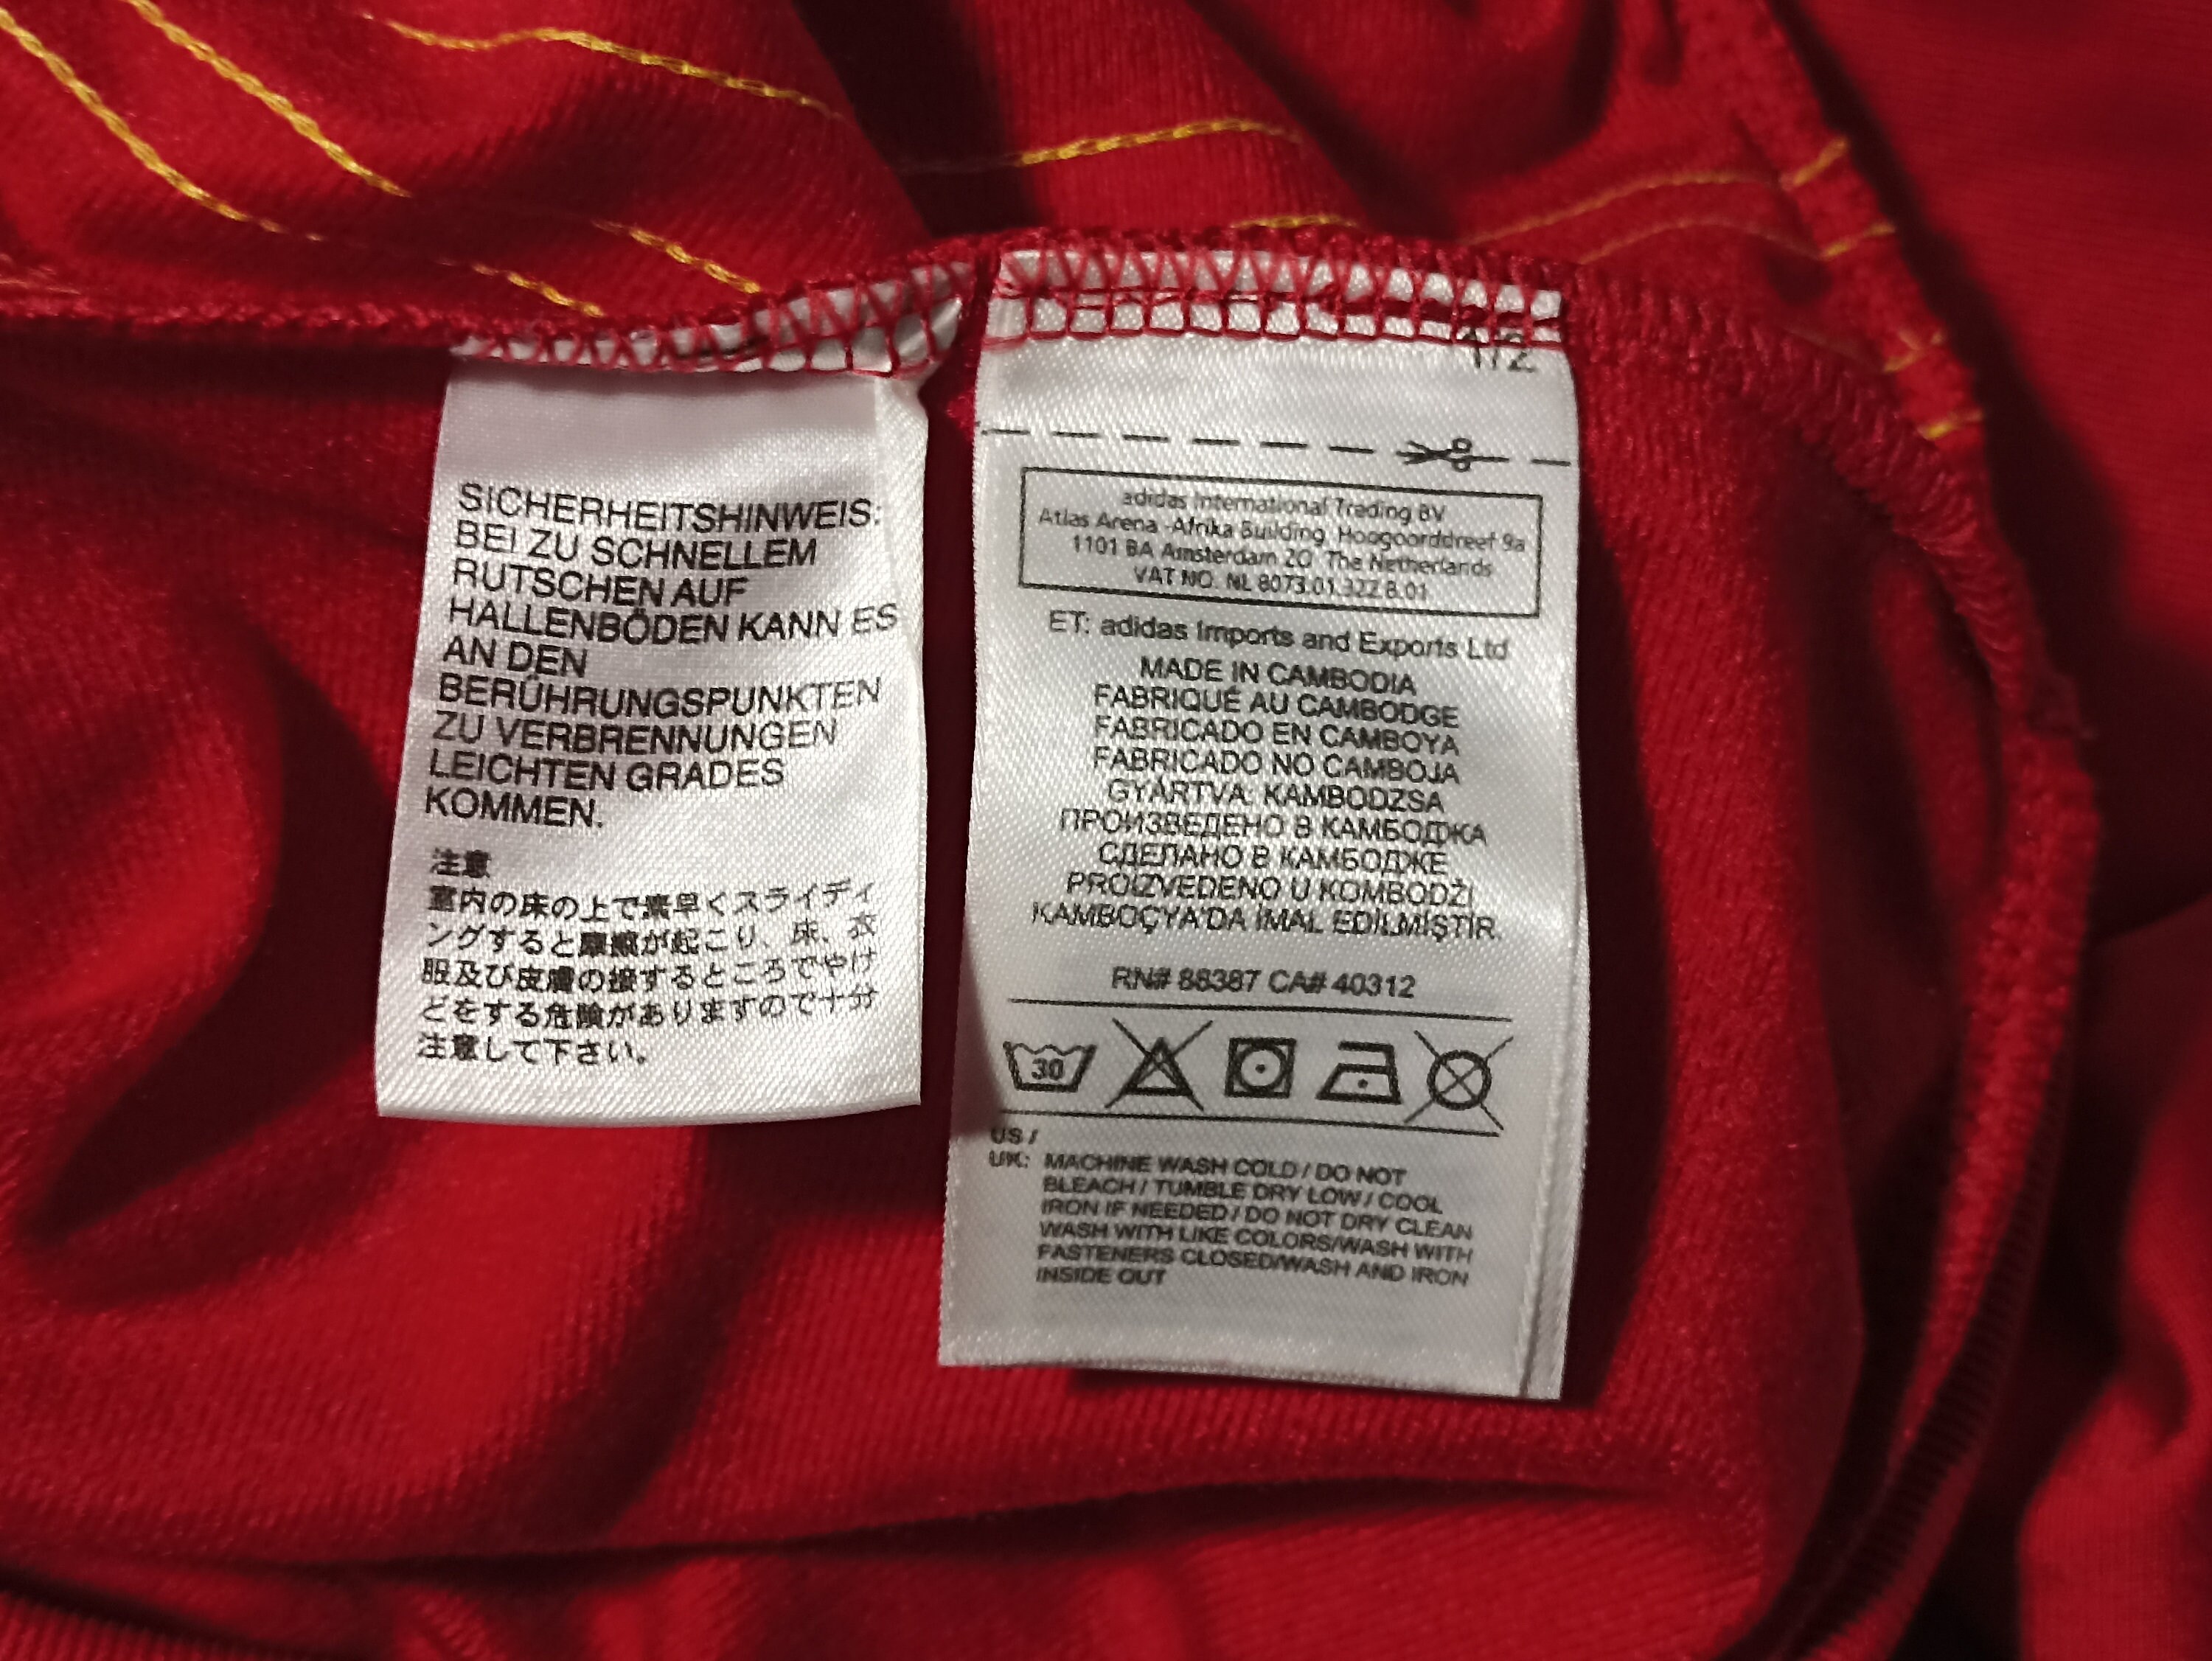 SICHERHEITSHINWEIS:
BEI ZU SCHNELLEM
RUTSCHEN AUF
HALLENBÖDEN KANN ES
AN DEN
BERÜHRUNGSPUNKTEN
ZU VERBRENNUNGEN
LEICHTEN GRADES
KOMMEN.
注意
室内の床の上で素早くスライディ
ングすると摩擦が起こり、床、衣
服及び皮膚の接するところでやけ
どをする危険がありますので十分
注意して下さい。
1/2
adidas International Trading BV
Atlas Arena -Afrika Building, Hoogoorddreef 9a
1101 BA Amsterdam ZO The Netherlands
VAT NO. NL 8073.01.322.B.01
ET: adidas Imports and Exports Ltd
MADE IN CAMBODIA
FABRIQUÉ AU CAMBODGE
FABRICADO EN CAMBOYA
FABRICADO NO CAMBOJA
GYÁRTVA: KAMBODZSA
ПРОИЗВЕДЕНО В КАМБОДЖА
СДЕЛАНО В КАМБОДЖЕ
PROIZVEDENO U KOMBODŽI
KAMBOÇYA'DA İMAL EDİLMİŞTİR.
RN# 88387 CA# 40312
30
US /
UK: MACHINE WASH COLD / DO NOT
BLEACH / TUMBLE DRY LOW / COOL
IRON IF NEEDED / DO NOT DRY CLEAN
WASH WITH LIKE COLORS/WASH WITH
FASTENERS CLOSED/WASH AND IRON
INSIDE OUT